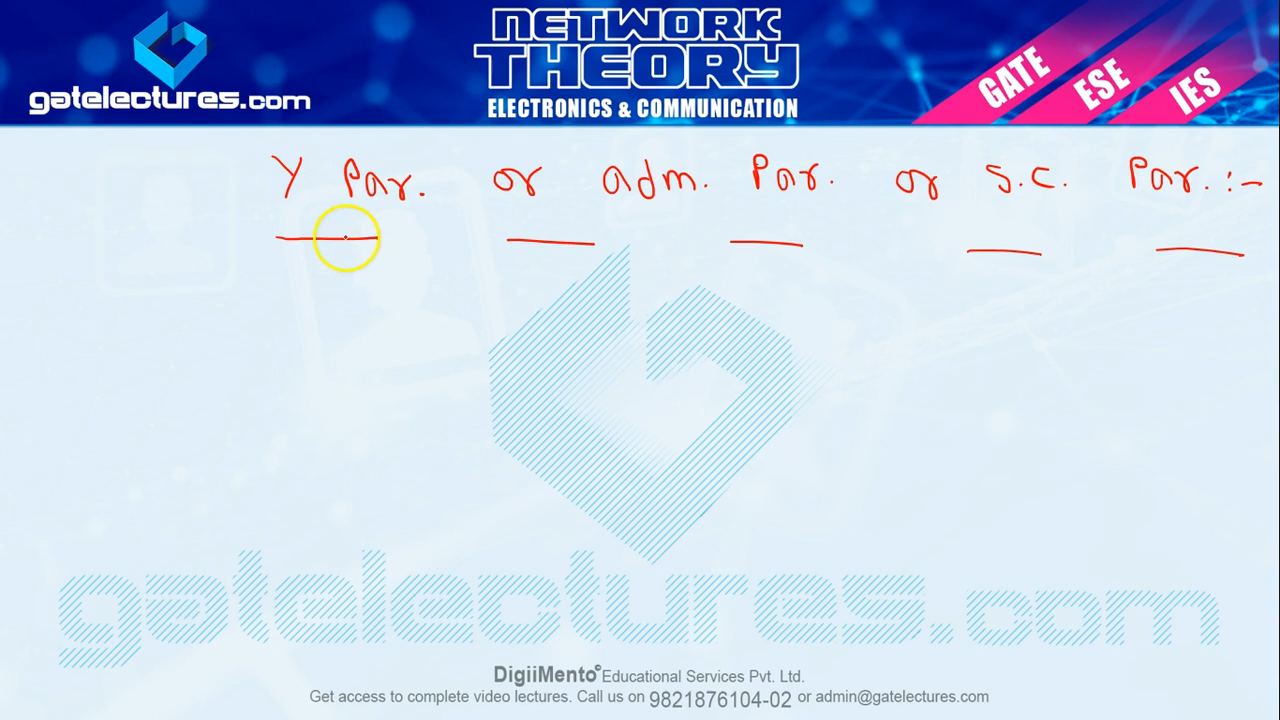 gatelectures.com
NETWORK
THEORY
ELECTRONICS & COMMUNICATION
GATE
ESE
IES
Y Par. or adm. Par. or S.C. Par. :-
gatelectures.com
DigiiMento© Educational Services Pvt. Ltd.
Get access to complete video lectures. Call us on 9821876104-02 or admin@gatelectures.com